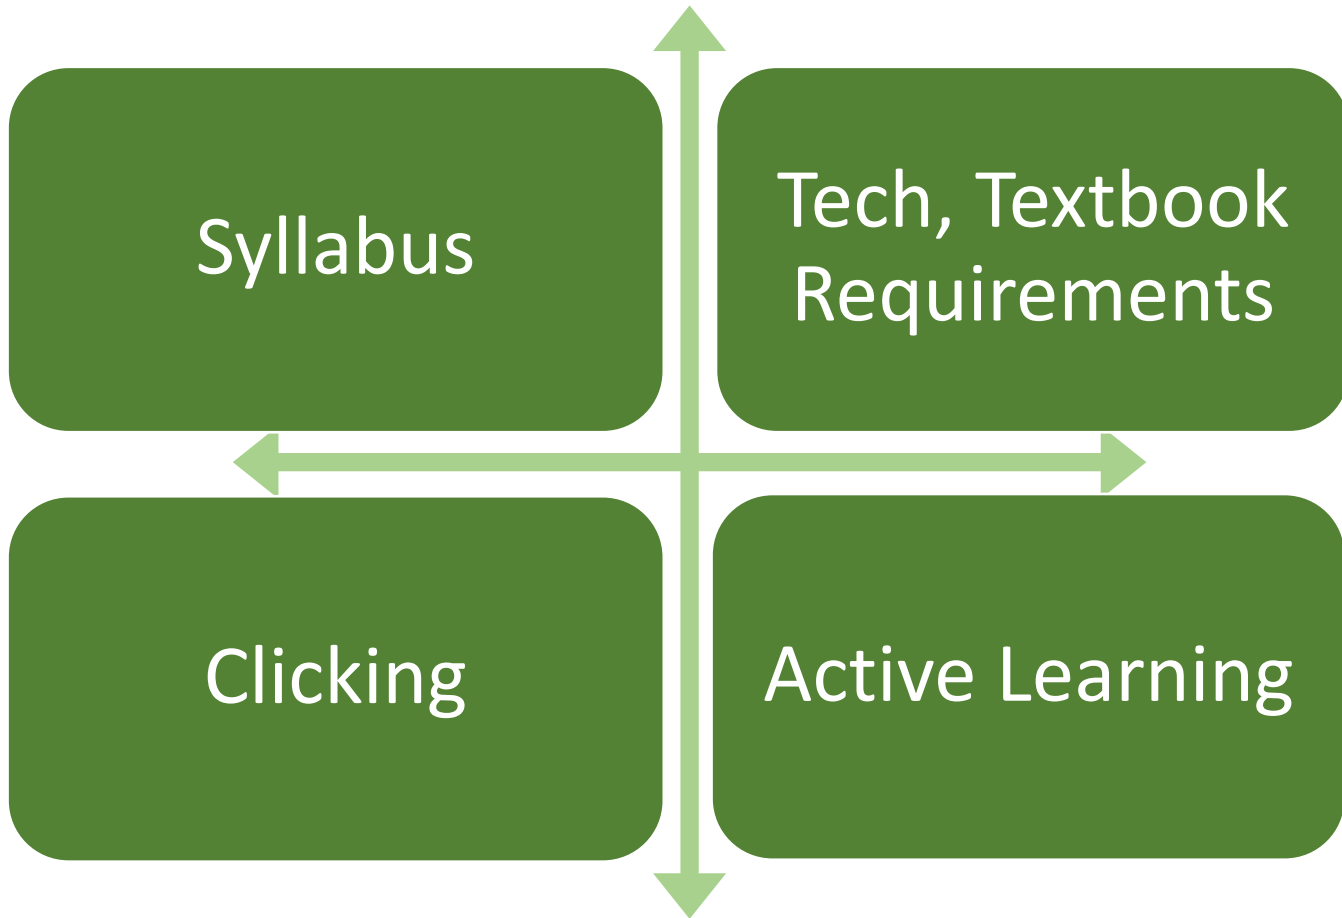 Syllabus
Tech, Textbook
Requirements
Clicking
Active Learning